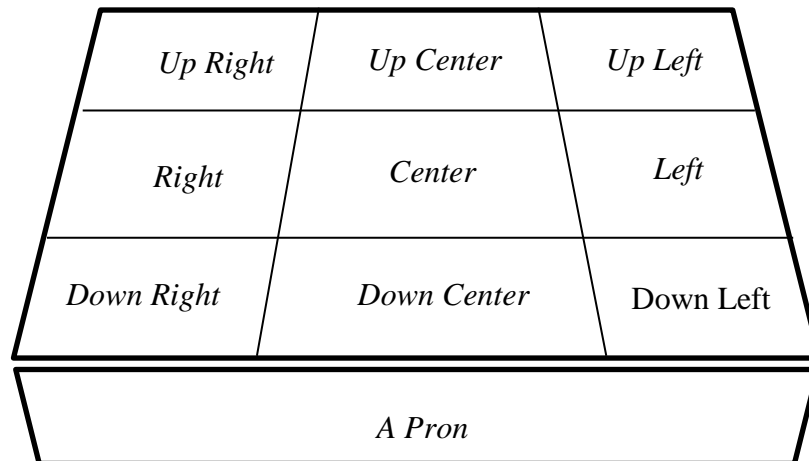 Up Right Up Center Up Left
Right Center Left
Down Right Down Center Down Left
A Pron